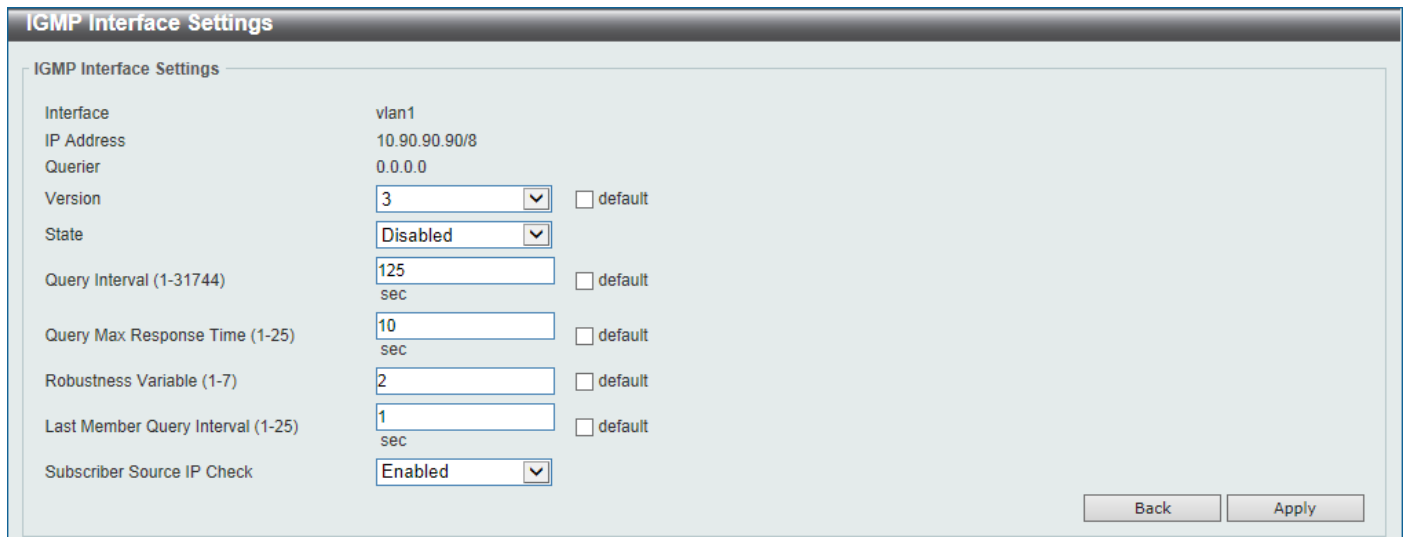 IGMP Interface Settings
IGMP Interface Settings
Interface vlan1
IP Address 10.90.90.90/8
Querier 0.0.0.0
Version 3 default
State Disabled
Query Interval (1-31744) 125 sec default
Query Max Response Time (1-25) 10 sec default
Robustness Variable (1-7) 2 default
Last Member Query Interval (1-25) 1 sec default
Subscriber Source IP Check Enabled
Back Apply